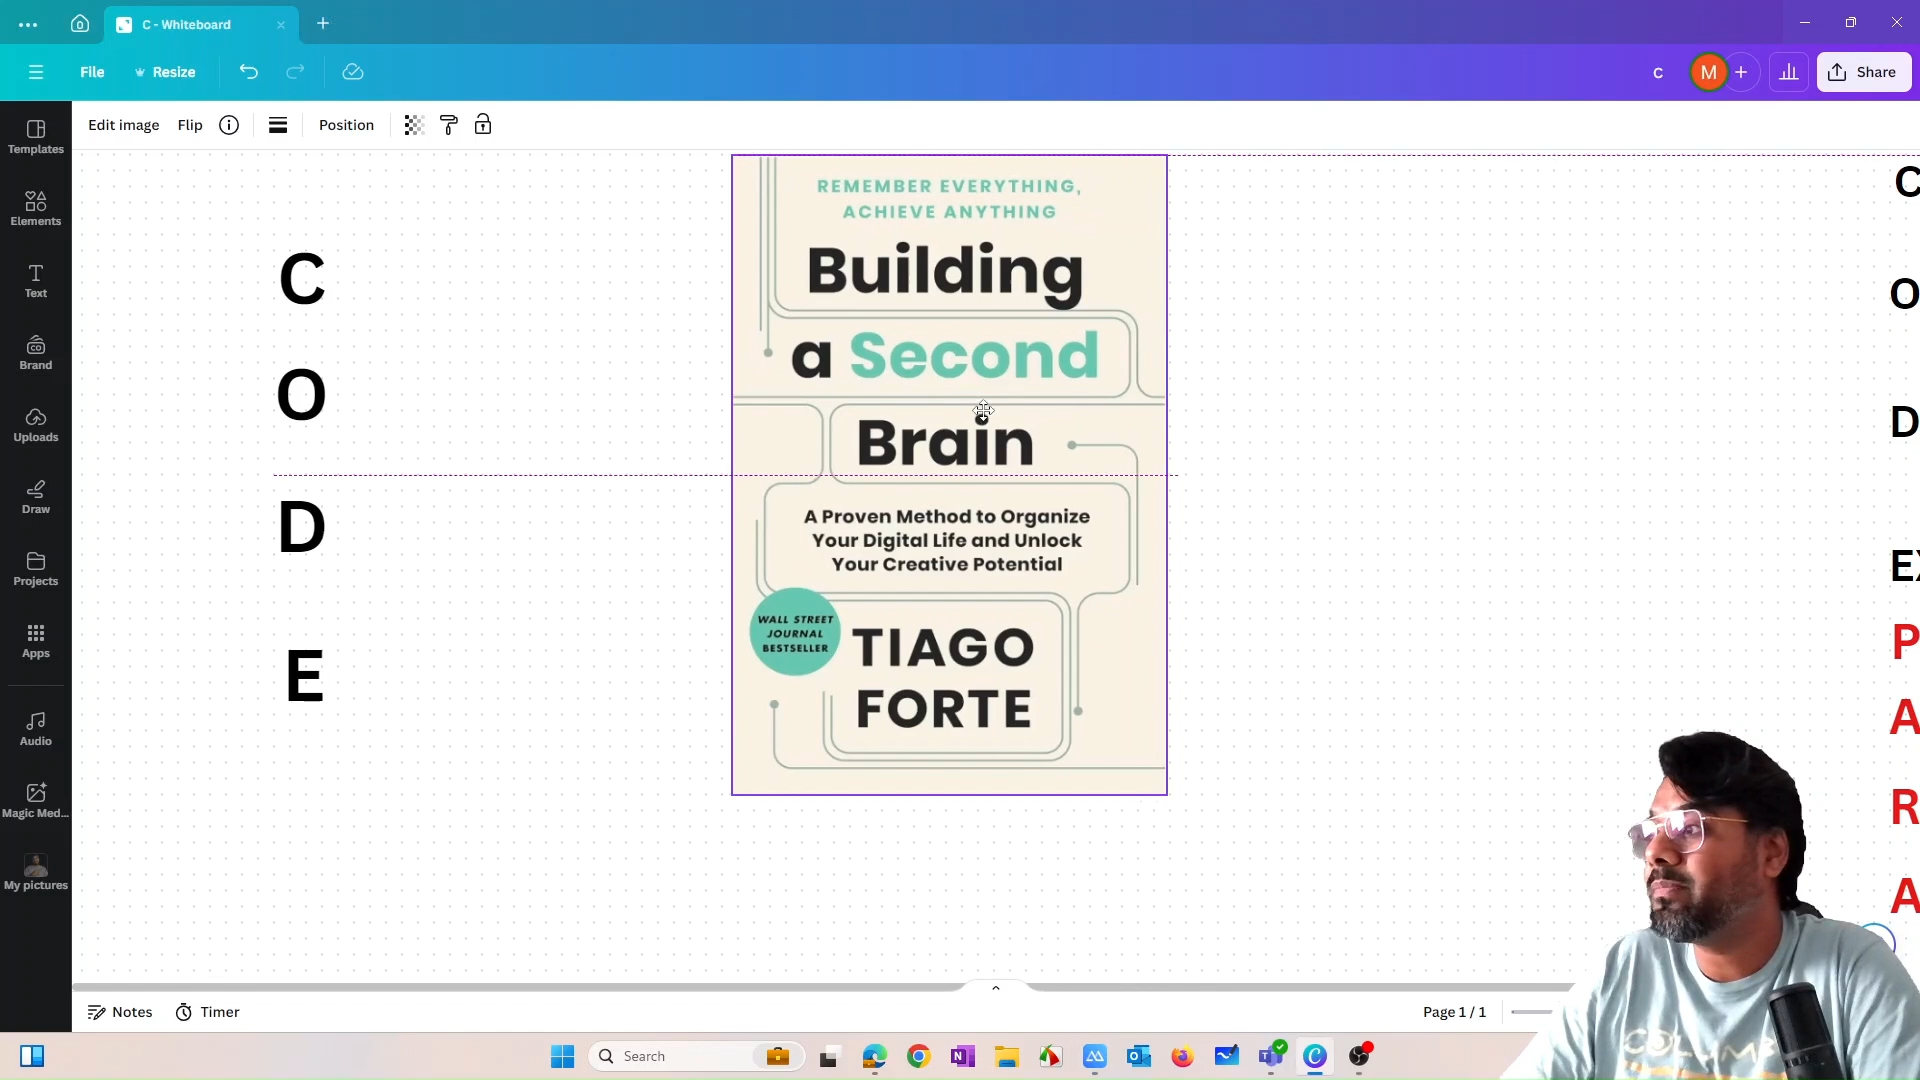 C - Whiteboard
File
Resize
C
M
Share
Edit image
Flip
Position
Templates
Elements
Text
Brand
Uploads
Draw
Projects
Apps
Audio
Magic Med...
My pictures
C
O
D
E
REMEMBER EVERYTHING,
ACHIEVE ANYTHING
Building
a Second
Brain
A Proven Method to Organize
Your Digital Life and Unlock
Your Creative Potential
WALL STREET
JOURNAL
BESTSELLER
TIAGO
FORTE
C
O
D
EX
P
A
R
A
Notes
Timer
Page 1 / 1
Search